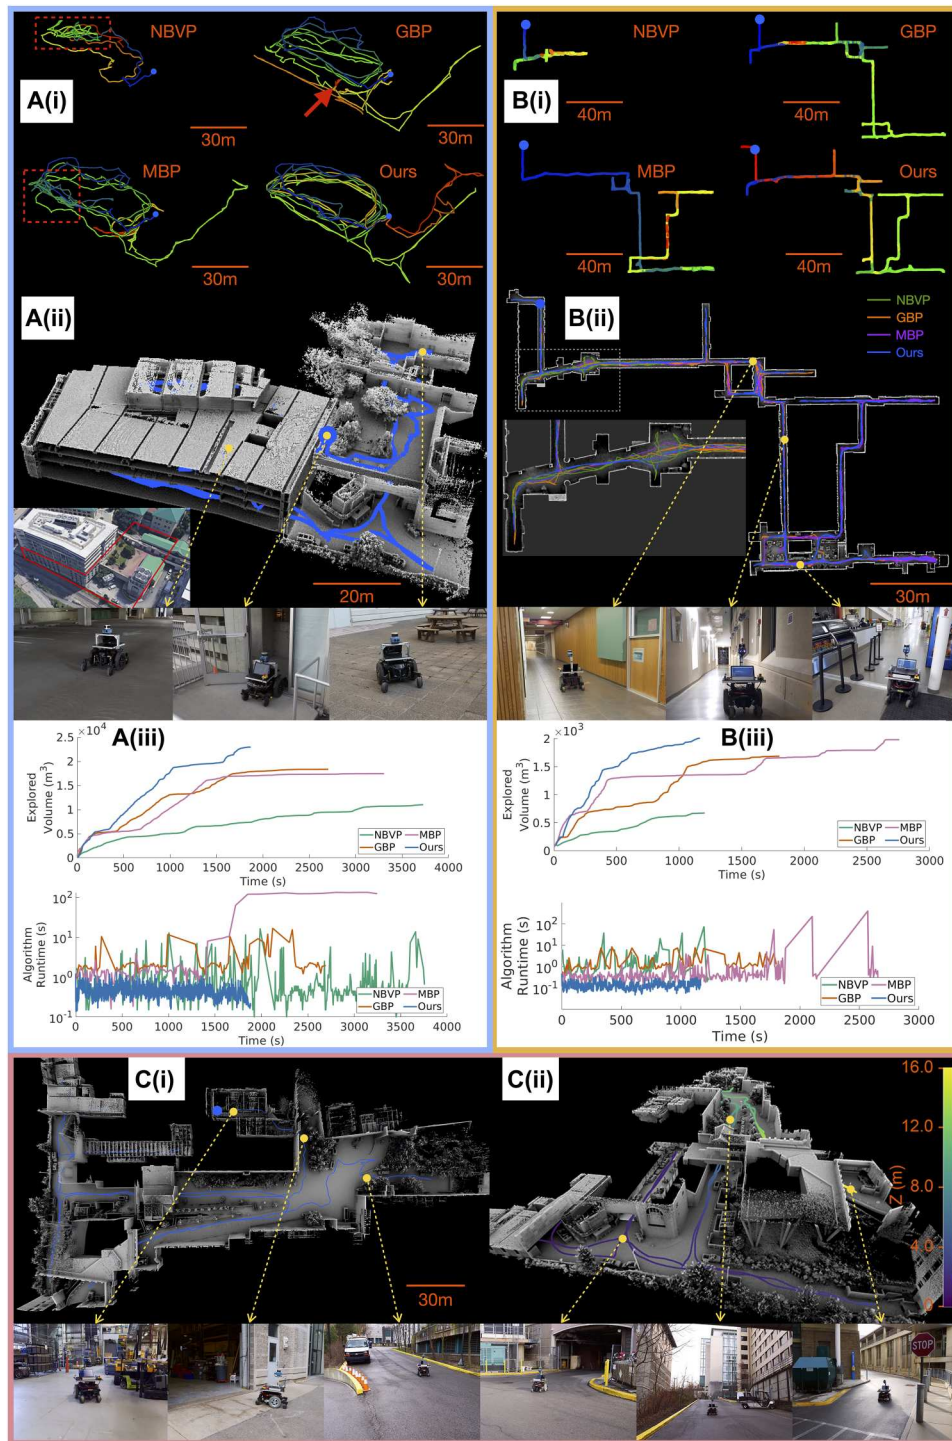 NBVP
GBP
A(i)
30m
30m
MBP
Ours
30m
30m
NBVP
GBP
B(i)
40m
40m
MBP
Ours
40m
40m
A(ii)
20m
B(ii)
NBVP
GBP
MBP
Ours
30m
A(iii)
×10⁴
2.5
2.0
1.5
1.0
0.5
0
Explored
Volume (m³)
NBVP
MBP
GBP
Ours
0
500
1000
1500
2000
2500
3000
3500
4000
Time (s)
10²
10¹
10⁰
10⁻¹
Algorithm
Runtime (s)
NBVP
MBP
GBP
Ours
0
500
1000
1500
2000
2500
3000
3500
4000
Time (s)
B(iii)
×10³
2
1.5
1
0.5
0
Explored
Volume (m³)
NBVP
MBP
GBP
Ours
0
500
1000
1500
2000
2500
3000
Time (s)
10²
10¹
10⁰
10⁻¹
Algorithm
Runtime (s)
NBVP
MBP
GBP
Ours
0
500
1000
1500
2000
2500
3000
Time (s)
C(i)
30m
C(ii)
16.0
12.0
8.0
4.0
0
Z (m)
STOP